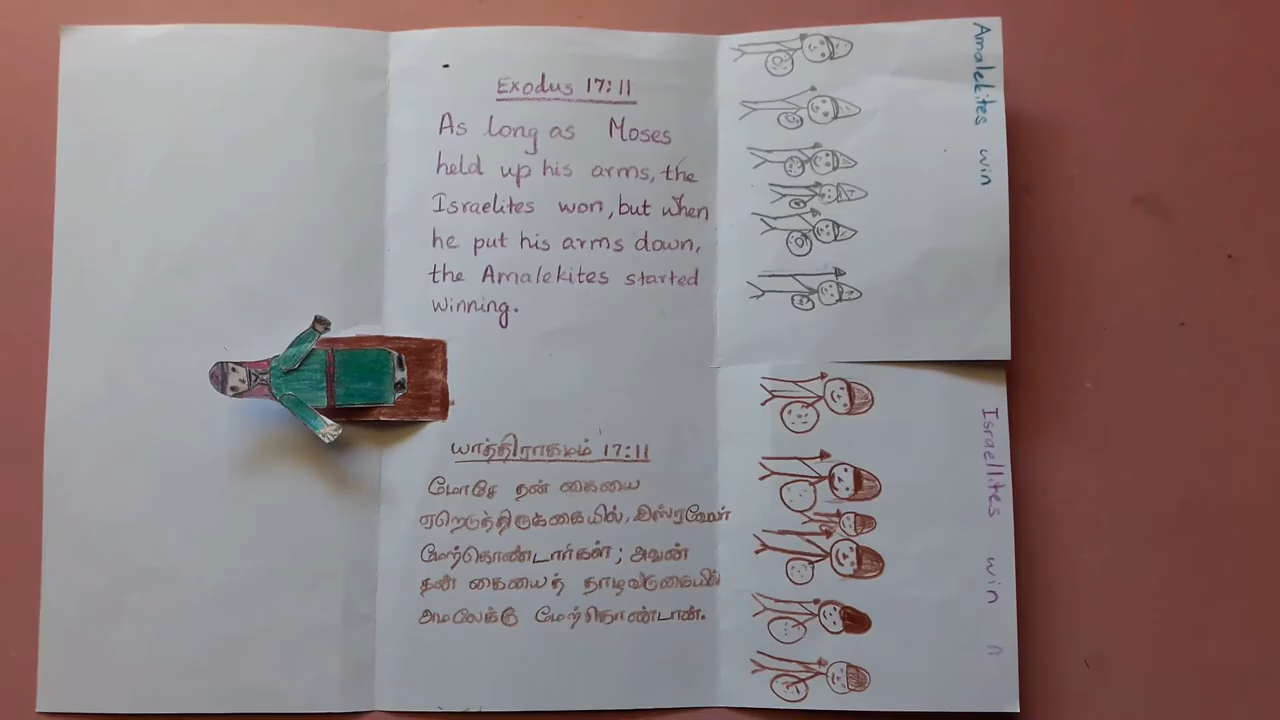 Exodus 17:11
As long as Moses
held up his arms, the
Israelites won, but when
he put his arms down,
the Amalekites started
winning.
யாத்திராகமம் 17:11
மோசே தன் கையை
ஏறெடுத்திருக்கையில், இஸ்ரவேலர்
மேற்கொண்டார்கள்; அவன்
தன் கையைத் தாழவிடுகையில்
அமலேக்கு மேற்கொண்டான்.
Amalekites win
Israellites win n